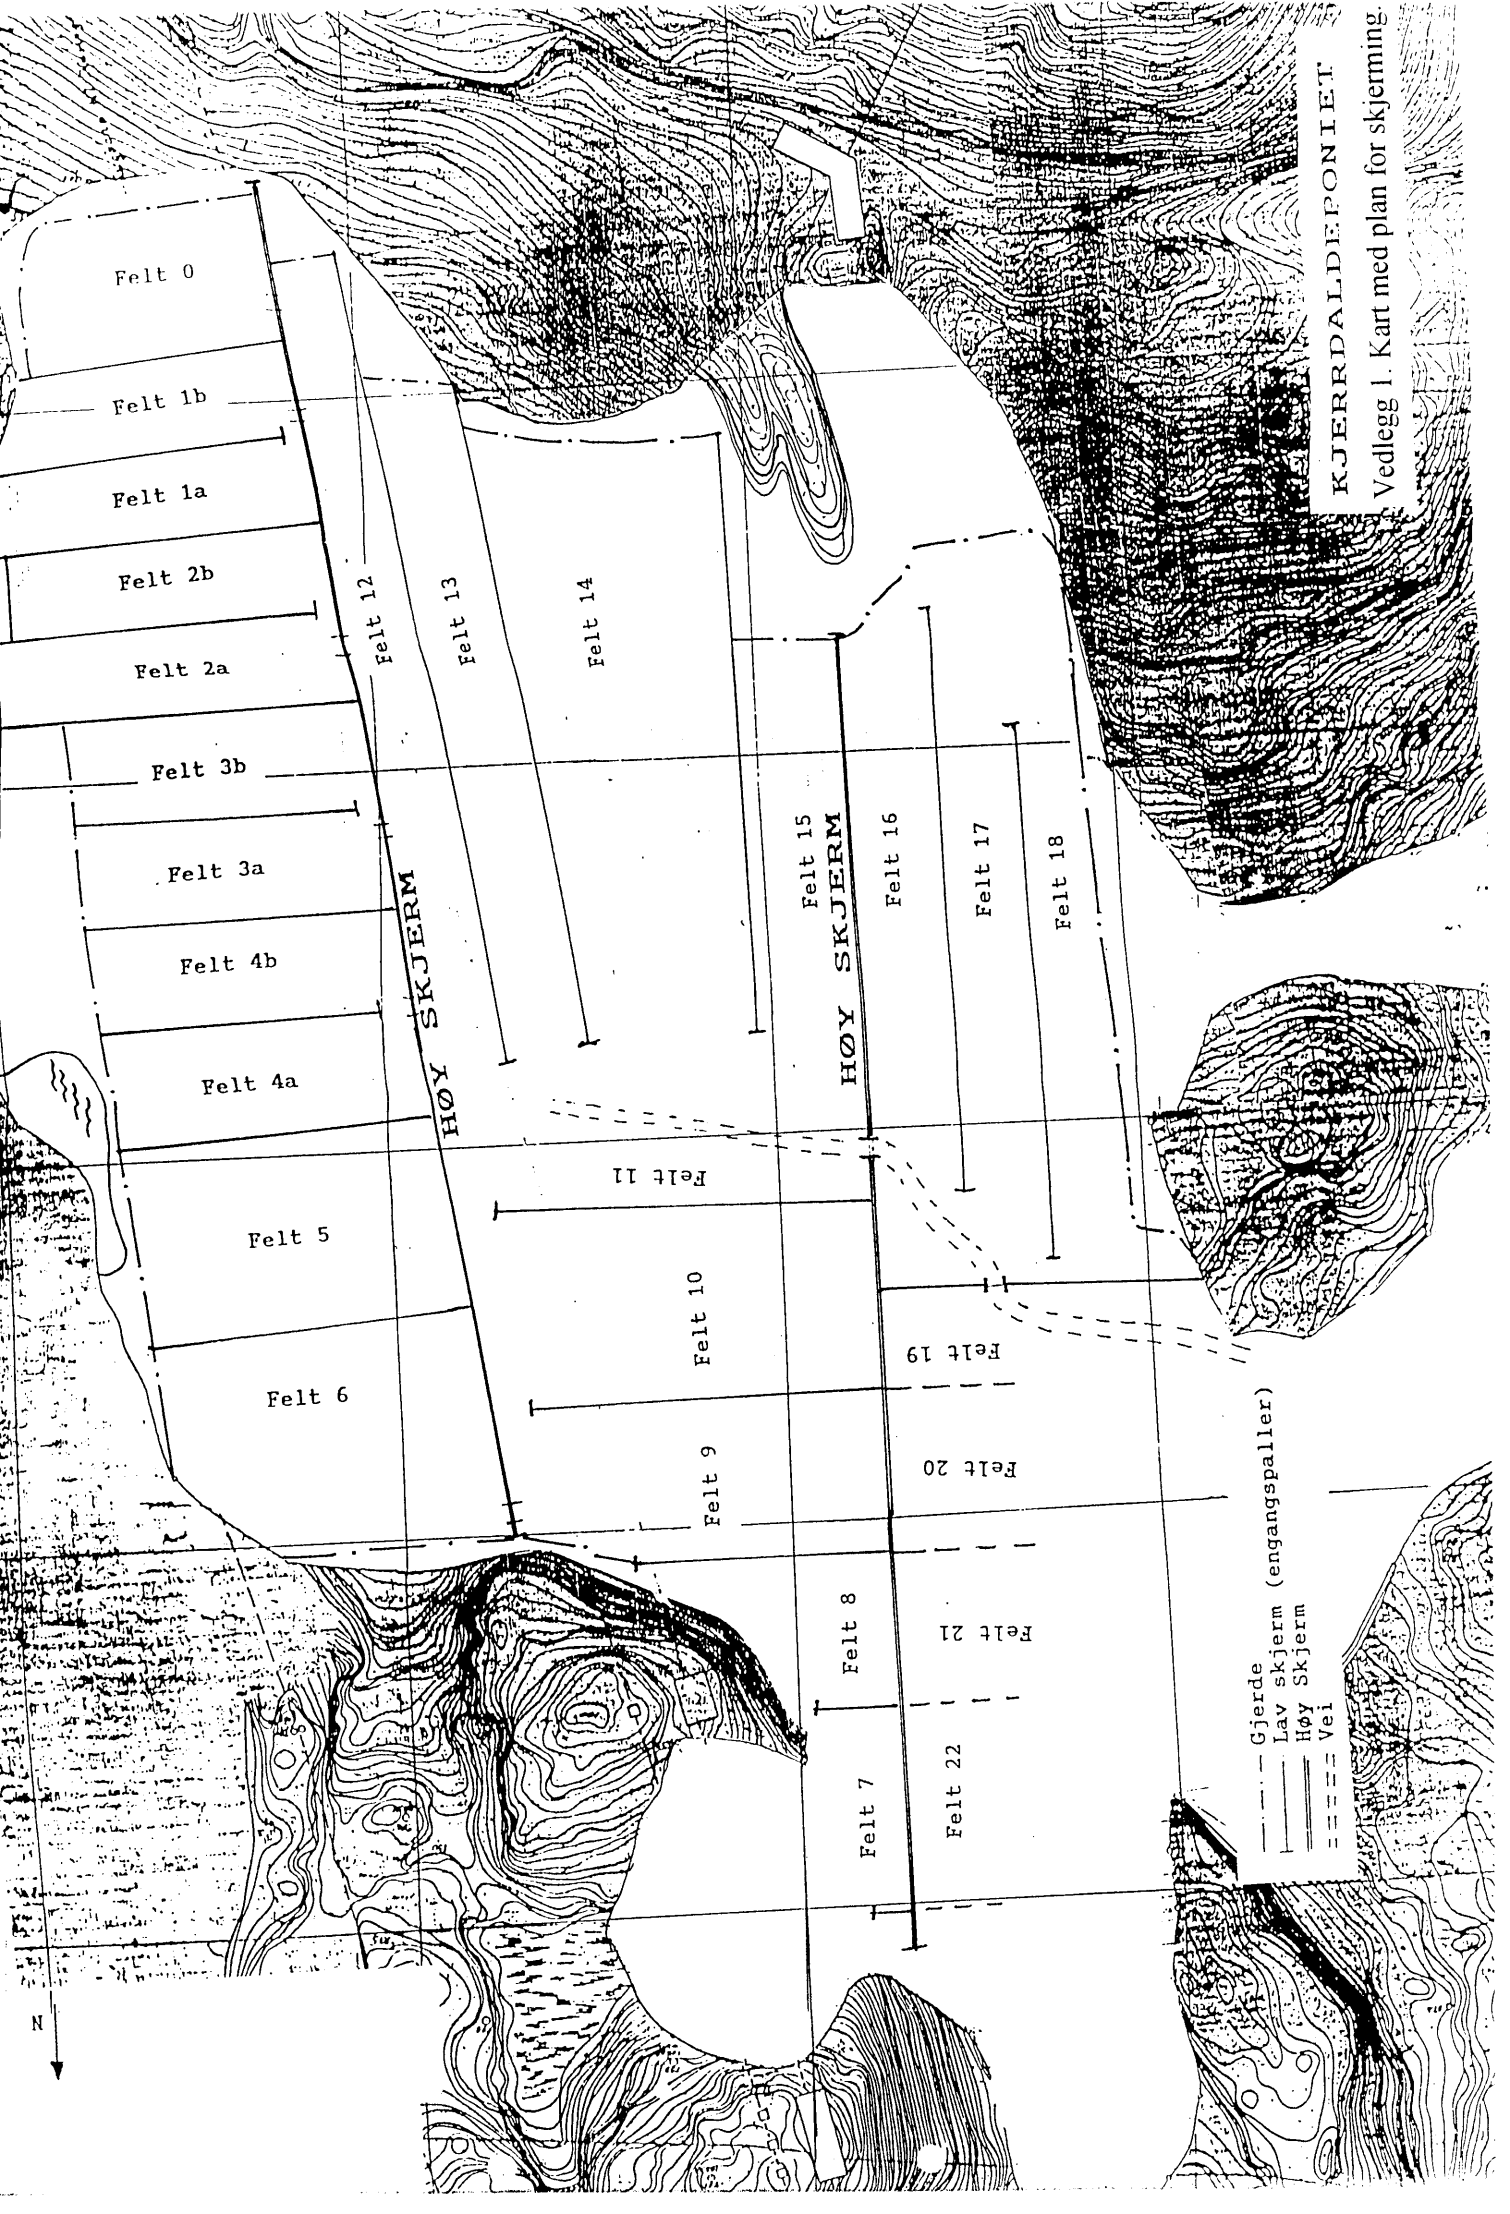 KJERRDALDEPONIET
Vedlegg 1. Kart med plan for skjerming.
Felt 0
Felt 1b
Felt 1a
Felt 2b
Felt 2a
Felt 3b
Felt 3a
Felt 4b
Felt 4a
Felt 5
Felt 6
HØY SKJERM
Felt 12
Felt 13
Felt 14
Felt 15
HØY SKJERM
Felt 16
Felt 17
Felt 18
Felt 11
Felt 10
Felt 9
Felt 8
Felt 7
Felt 19
Felt 20
Felt 21
Felt 22
Gjerde
Lav skjerm (engangspaller)
Høy Skjerm
Vei
N